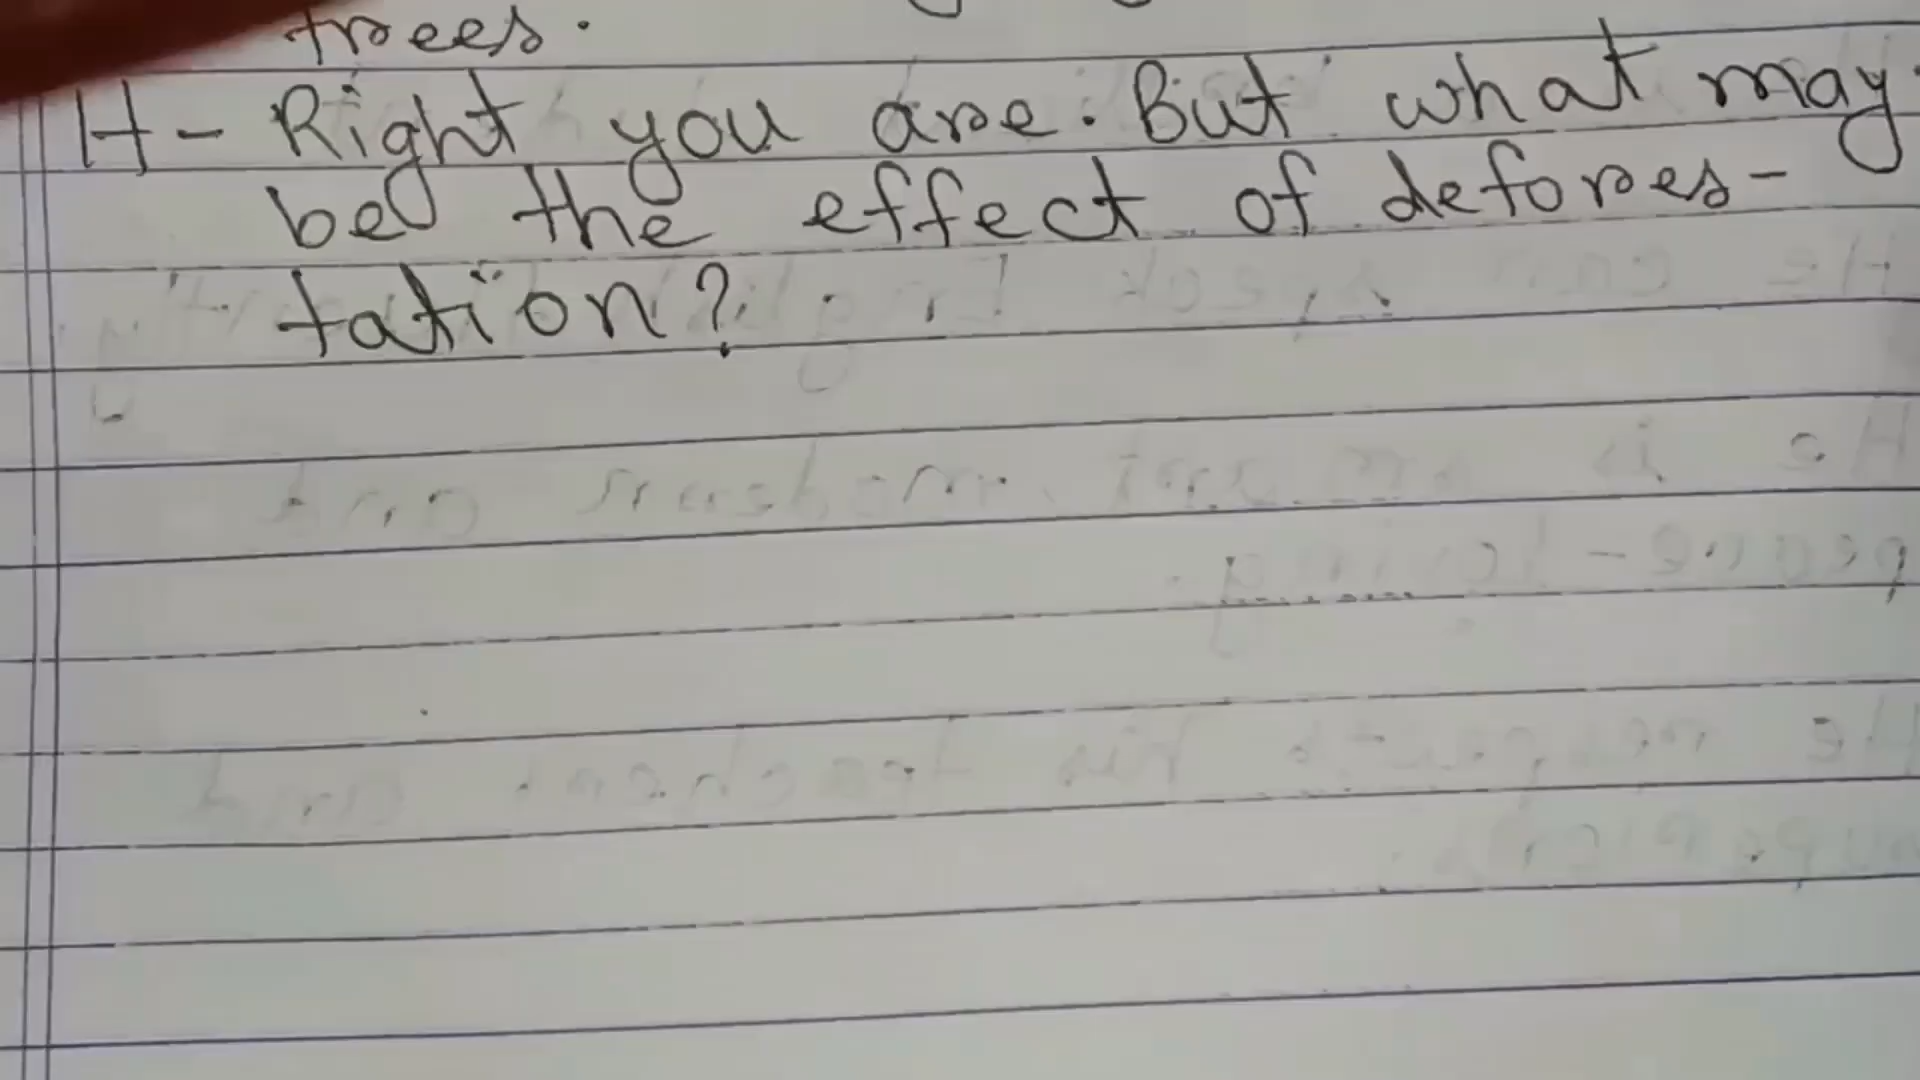 trees.
H - Right you are. But what may
be the effect of defores-
tation?